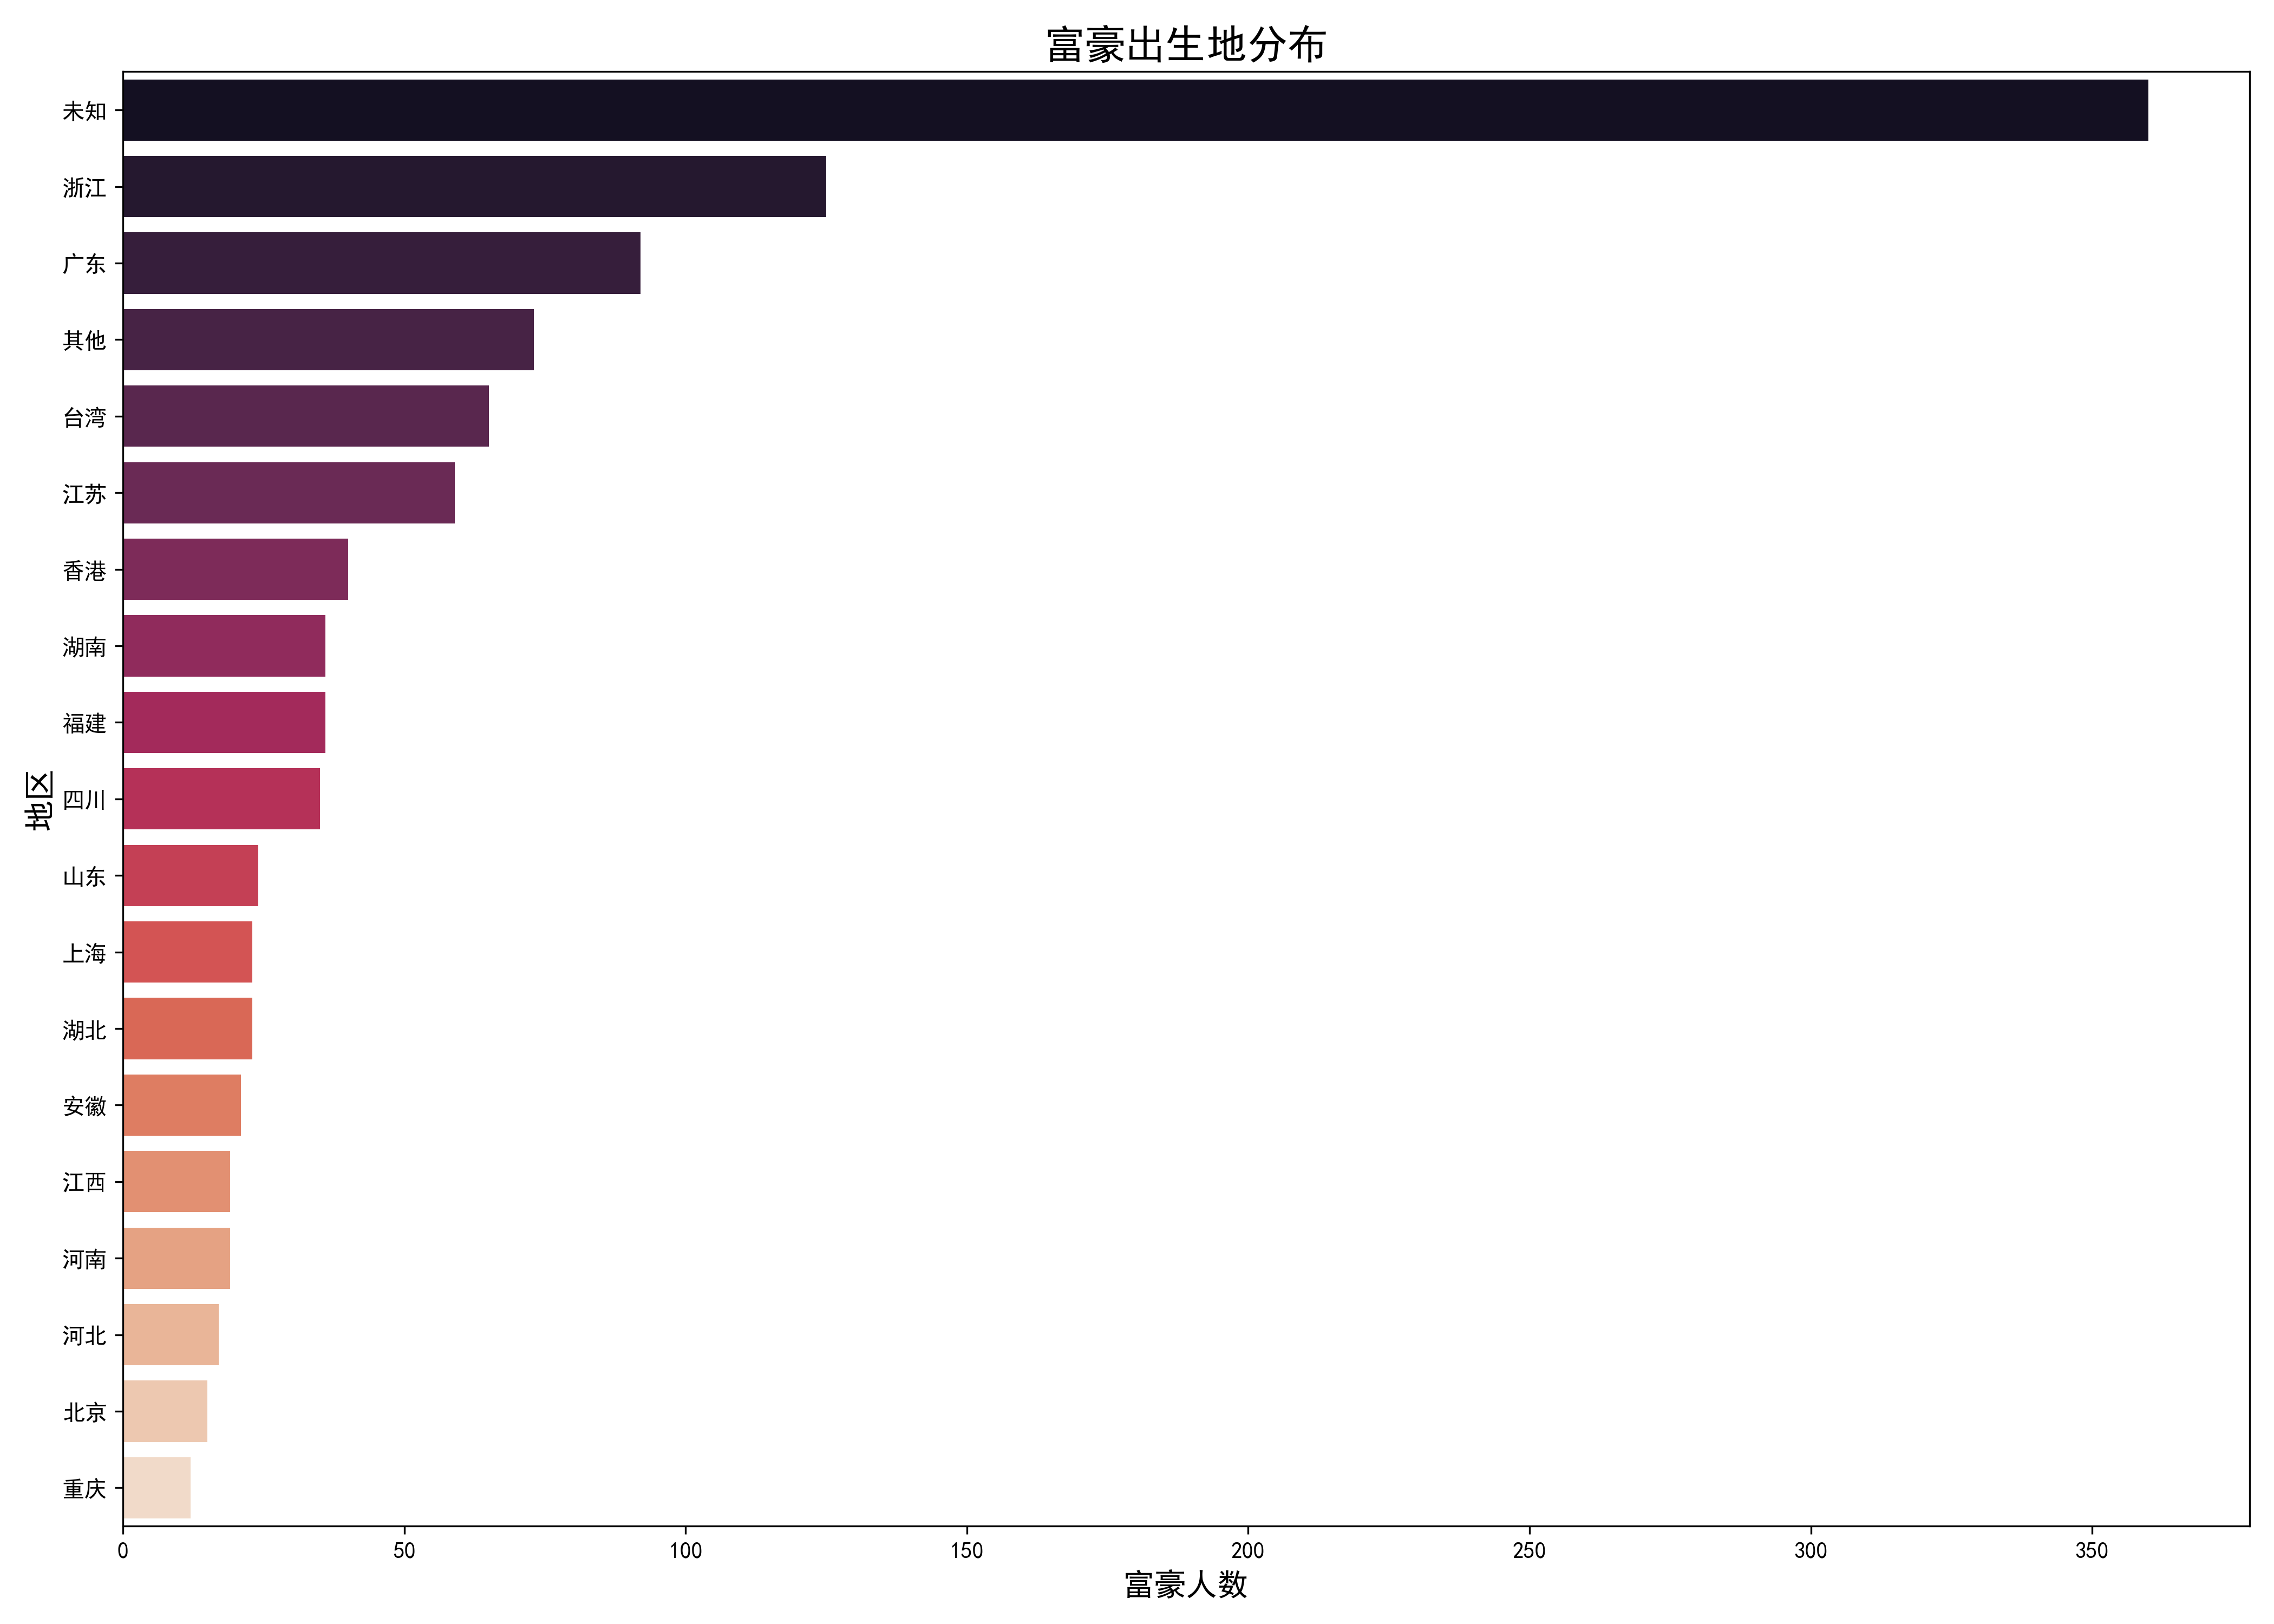 富豪出生地分布
未知
浙江
广东
其他
台湾
江苏
香港
湖南
福建
四川
山东
上海
湖北
安徽
江西
河南
河北
北京
重庆
地区
0 50 100 150 200 250 300 350
富豪人数